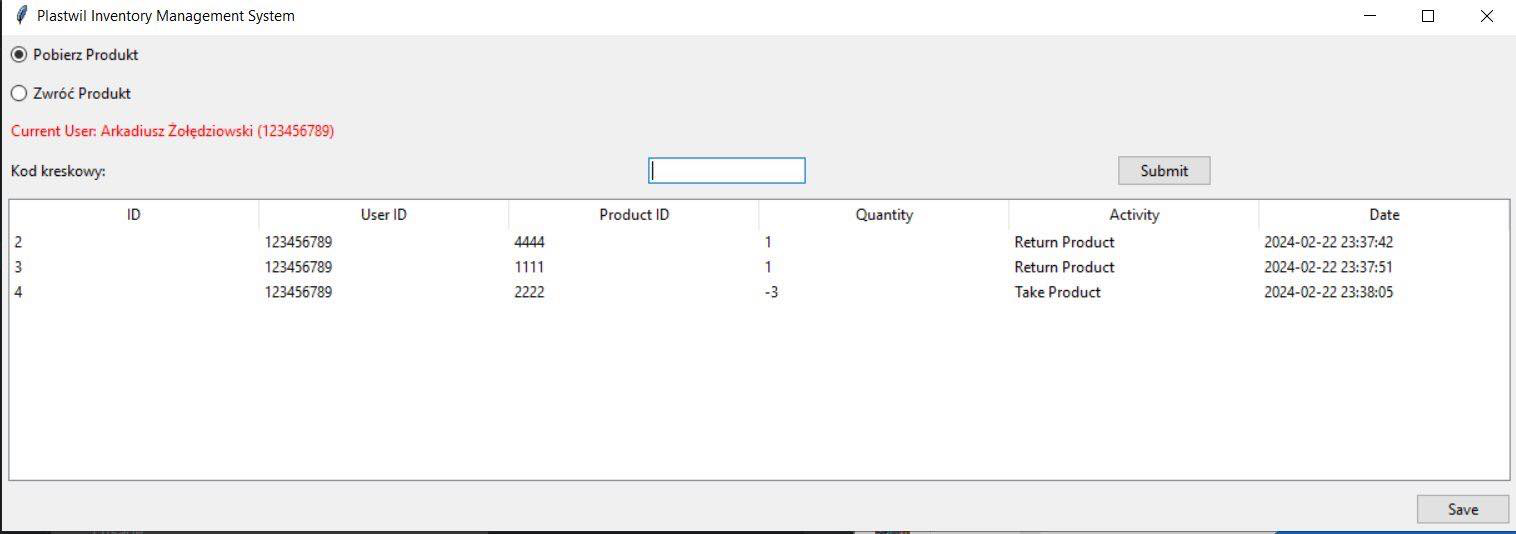 Plastwil Inventory Management System
Pobierz Produkt
Zwróć Produkt
Current User: Arkadiusz Żołędziowski (123456789)
Kod kreskowy: Submit
ID User ID Product ID Quantity Activity Date
2 123456789 4444 1 Return Product 2024-02-22 23:37:42
3 123456789 1111 1 Return Product 2024-02-22 23:37:51
4 123456789 2222 -3 Take Product 2024-02-22 23:38:05
Save